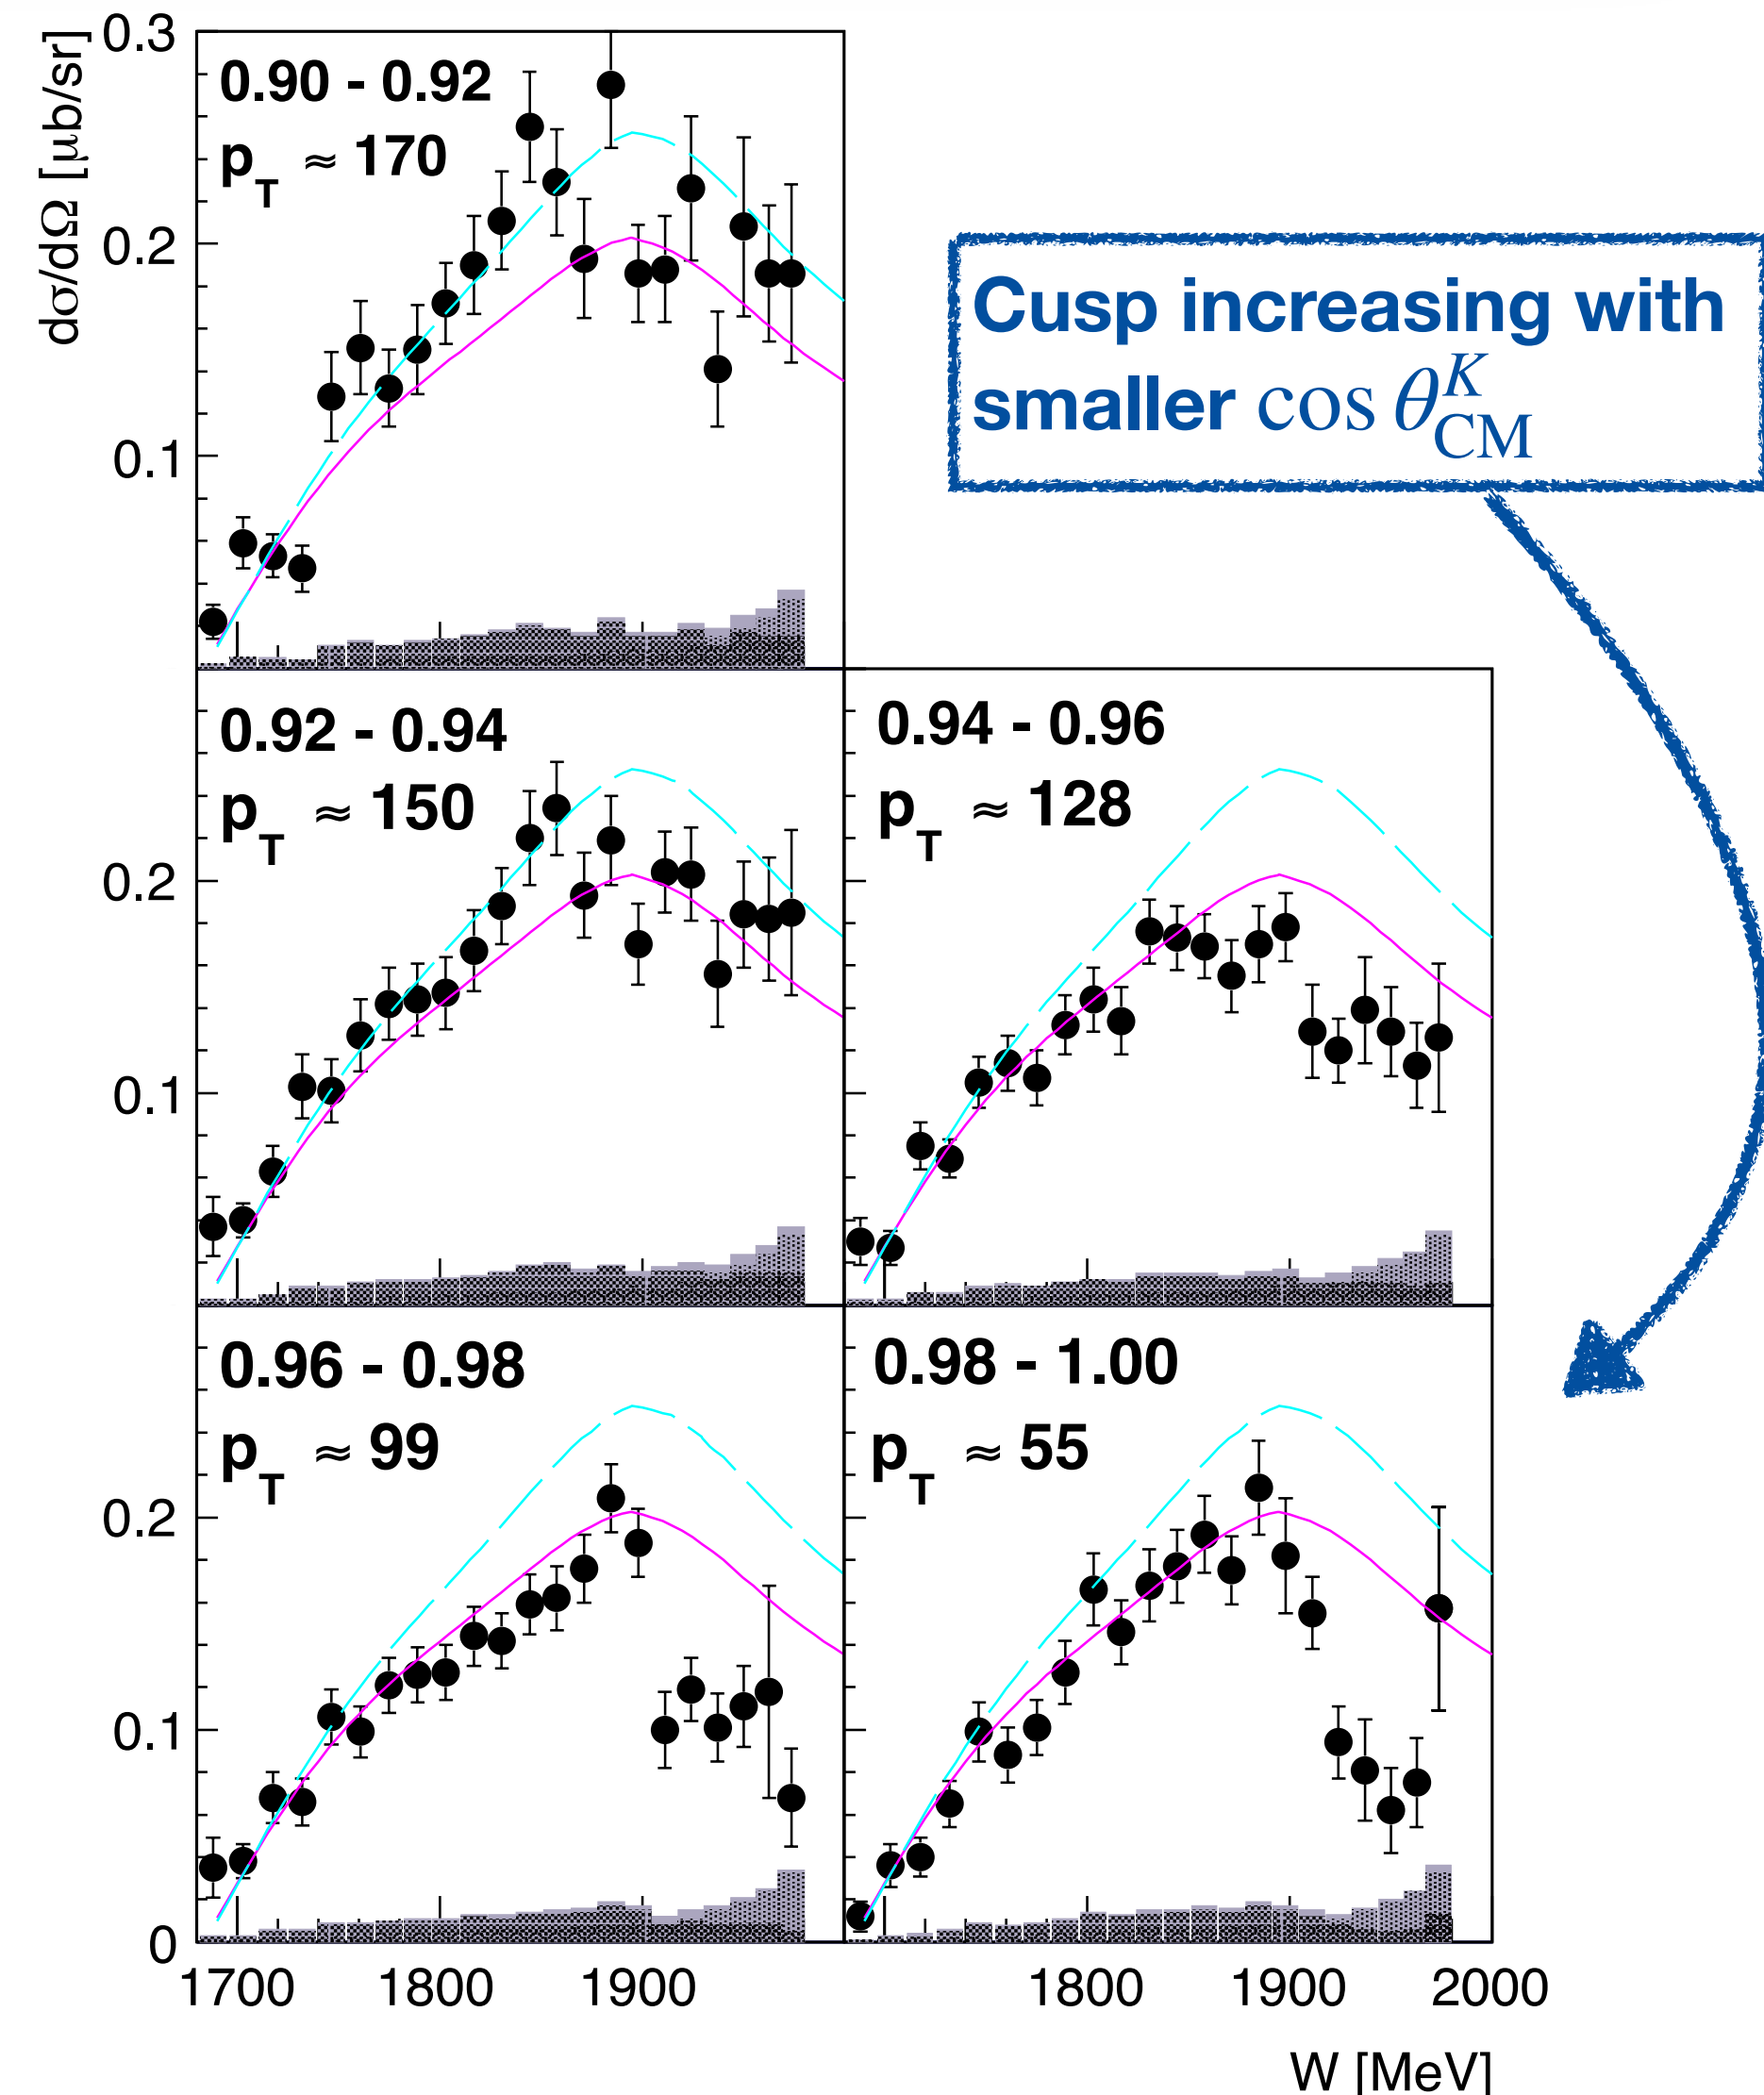 dσ/dΩ [μb/sr]
0.3
0.2
0.1
0.90 - 0.92
p_T ≈ 170
Cusp increasing with
smaller cos θ^K_CM
0.2
0.1
0.92 - 0.94
p_T ≈ 150
0.94 - 0.96
p_T ≈ 128
0.2
0.1
0
0.96 - 0.98
p_T ≈ 99
0.98 - 1.00
p_T ≈ 55
1700 1800 1900 1800 1900 2000
W [MeV]